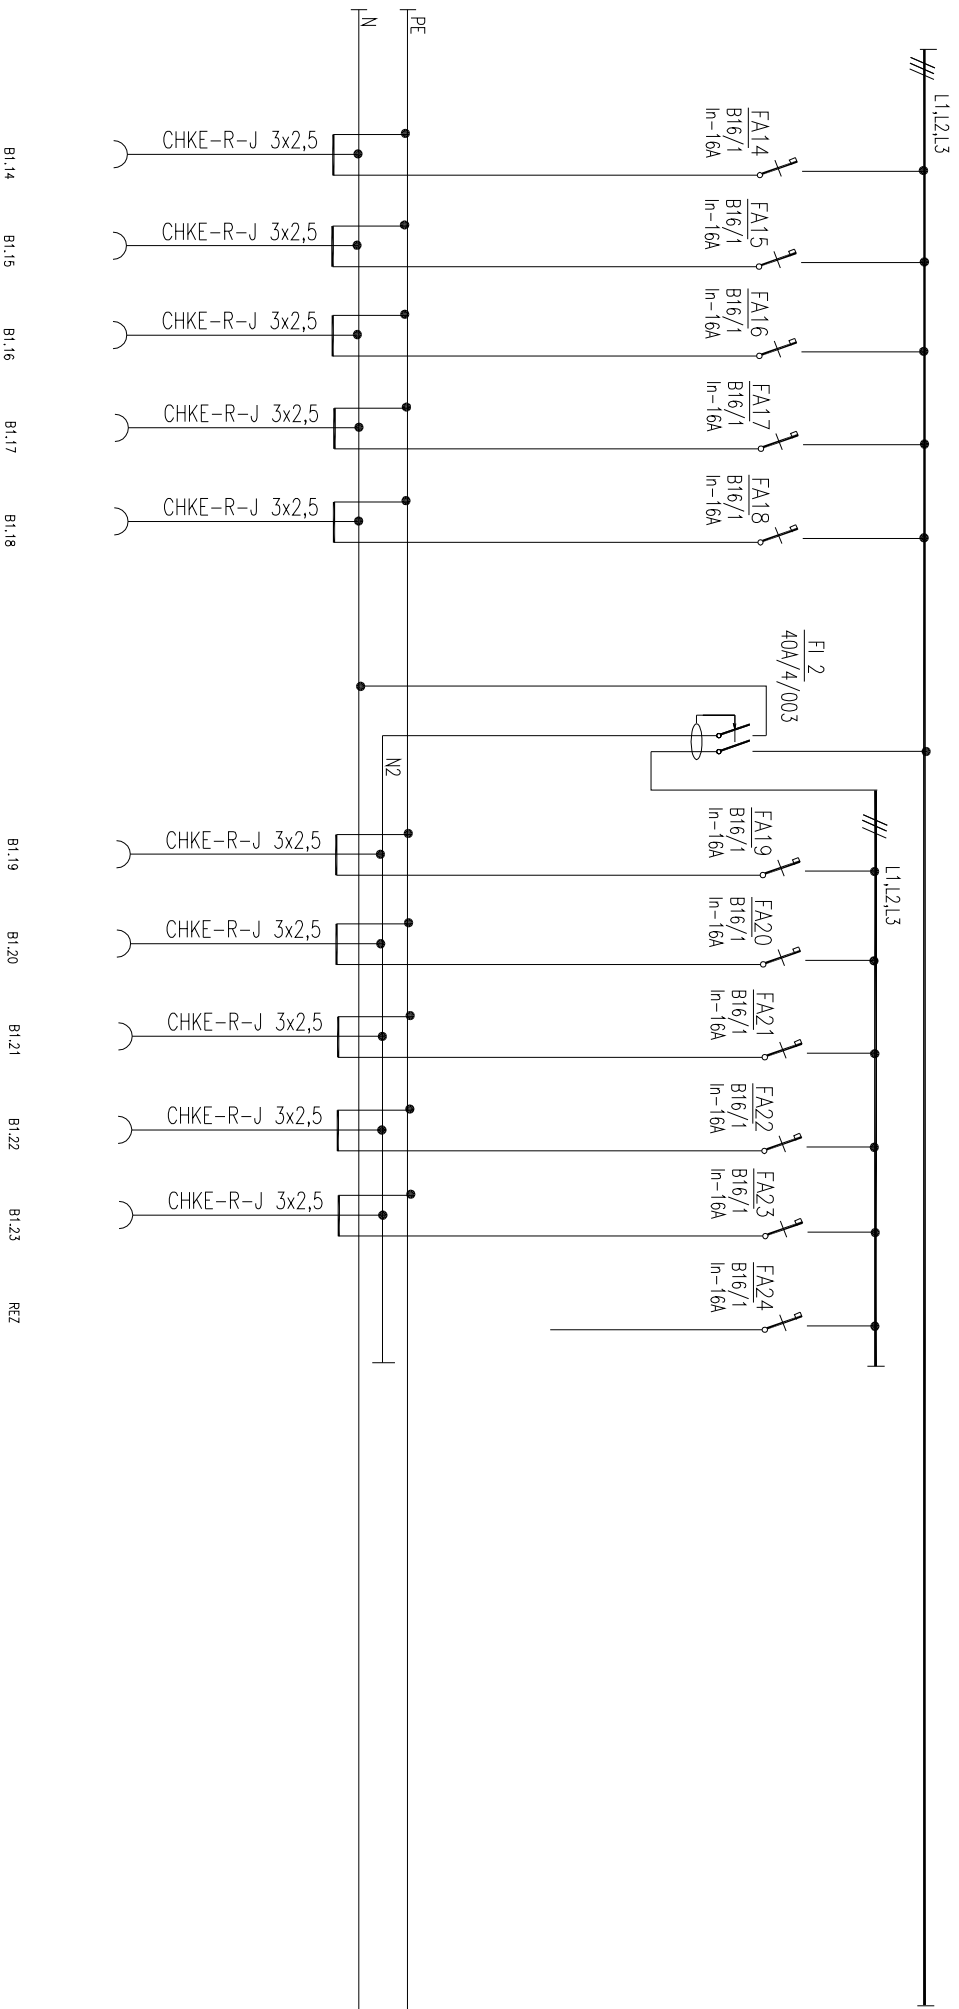 L1,L2,L3
PE
N
FA14
B16/1
In-16A
CHKE-R-J 3x2,5
B1.14
FA15
B16/1
In-16A
CHKE-R-J 3x2,5
B1.15
FA16
B16/1
In-16A
CHKE-R-J 3x2,5
B1.16
FA17
B16/1
In-16A
CHKE-R-J 3x2,5
B1.17
FA18
B16/1
In-16A
CHKE-R-J 3x2,5
B1.18
FI 2
40A/4/003
N2
L1,L2,L3
FA19
B16/1
In-16A
CHKE-R-J 3x2,5
B1.19
FA20
B16/1
In-16A
CHKE-R-J 3x2,5
B1.20
FA21
B16/1
In-16A
CHKE-R-J 3x2,5
B1.21
FA22
B16/1
In-16A
CHKE-R-J 3x2,5
B1.22
FA23
B16/1
In-16A
CHKE-R-J 3x2,5
B1.23
FA24
B16/1
In-16A
REZ